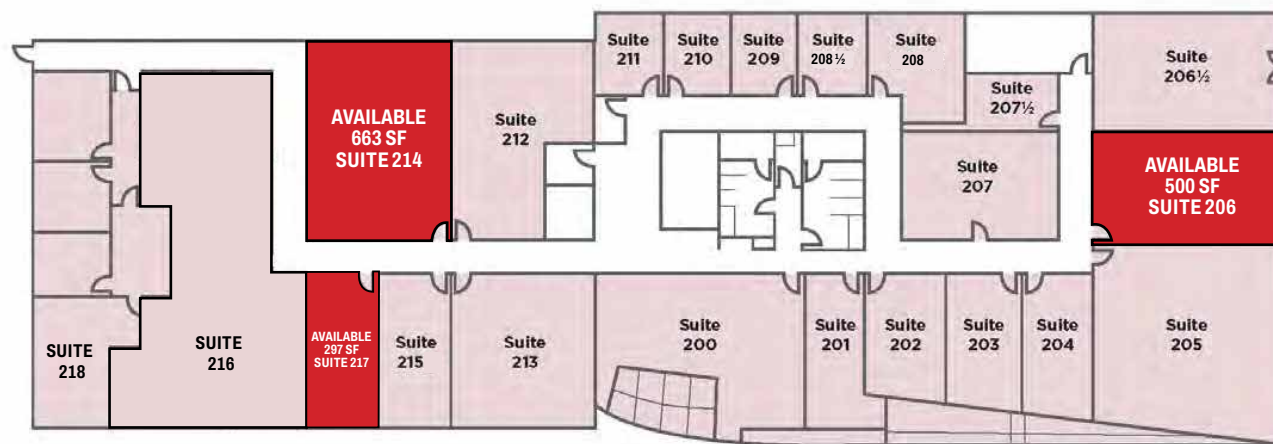 Suite
211
Suite
210
Suite
209
Suite
208 ½
Suite
208
Suite
206½
Suite
207½
AVAILABLE
663 SF
SUITE 214
Suite
212
Suite
207
AVAILABLE
500 SF
SUITE 206
SUITE
218
SUITE
216
AVAILABLE
297 SF
SUITE 217
Suite
215
Suite
213
Suite
200
Suite
201
Suite
202
Suite
203
Suite
204
Suite
205